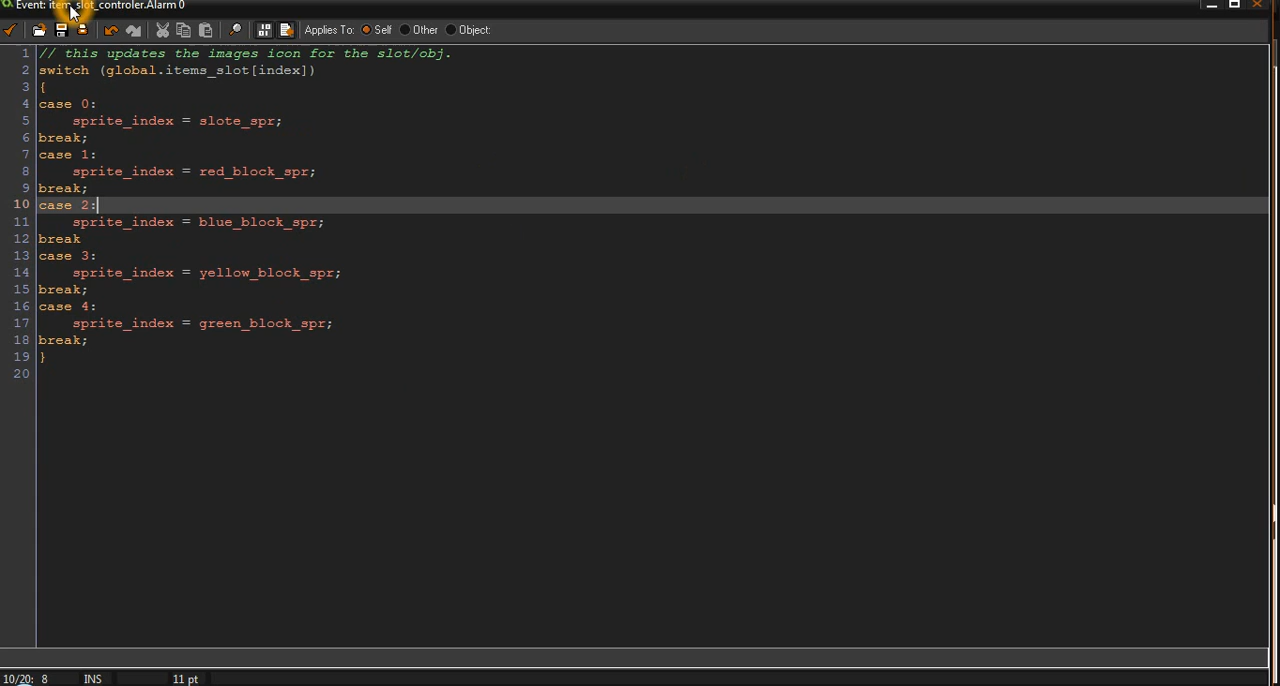 Event: item_slot_controler.Alarm 0
Applies To: Self Other Object:
1 // this updates the images icon for the slot/obj.
2 switch (global.items_slot[index])
3 {
4 case 0:
5 sprite_index = slote_spr;
6 break;
7 case 1:
8 sprite_index = red_block_spr;
9 break;
10 case 2:
11 sprite_index = blue_block_spr;
12 break
13 case 3:
14 sprite_index = yellow_block_spr;
15 break;
16 case 4:
17 sprite_index = green_block_spr;
18 break;
19 }
20
10/20: 8 INS 11 pt